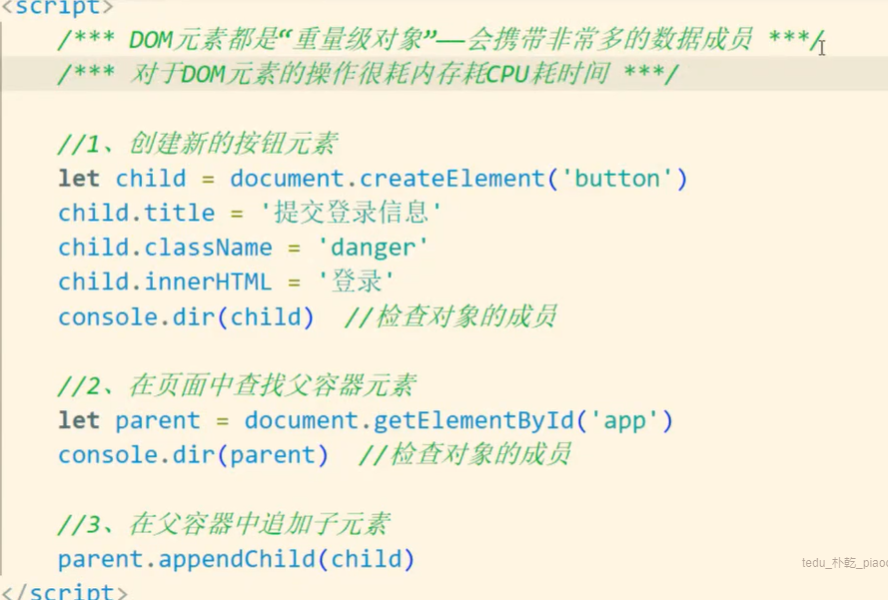 <script>
/*** DOM元素都是“重量级对象”——会携带非常多的数据成员 ***/
/*** 对于DOM元素的操作很耗内存耗CPU耗时间 ***/
//1、创建新的按钮元素
let child = document.createElement('button')
child.title = '提交登录信息'
child.className = 'danger'
child.innerHTML = '登录'
console.dir(child)  //检查对象的成员
//2、在页面中查找父容器元素
let parent = document.getElementById('app')
console.dir(parent)  //检查对象的成员
//3、在父容器中追加子元素
parent.appendChild(child)
tedu_朴乾_piao
</script>